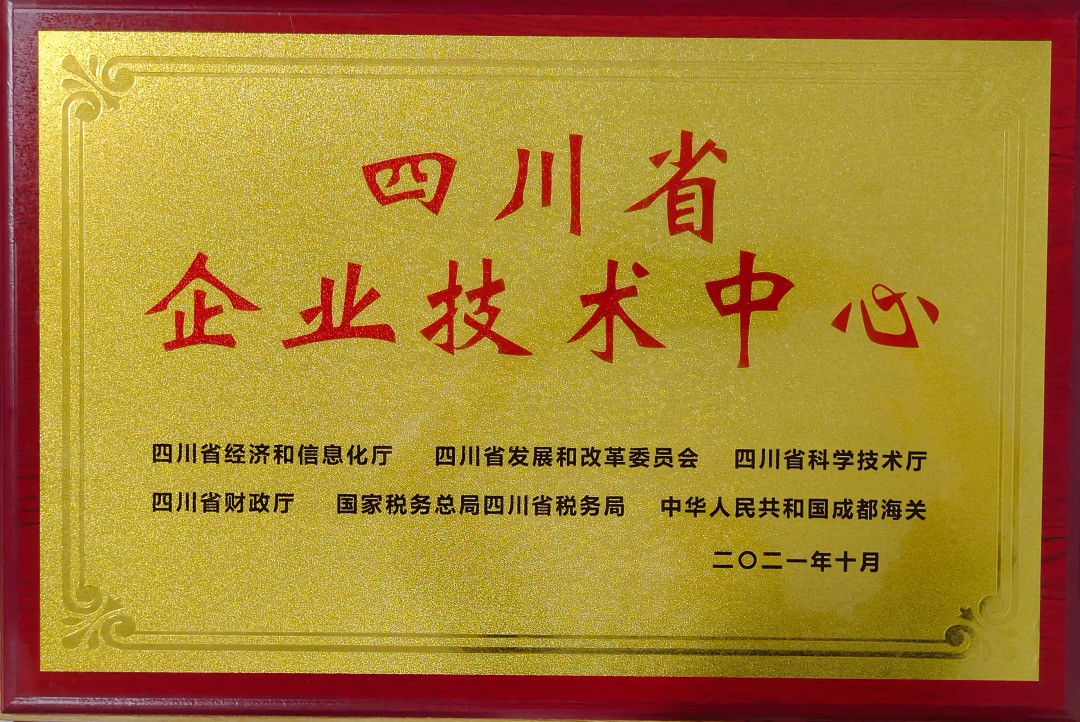 四川省
企业技术中心
四川省经济和信息化厅 四川省发展和改革委员会 四川省科学技术厅
四川省财政厅 国家税务总局四川省税务局 中华人民共和国成都海关
二〇二一年十月